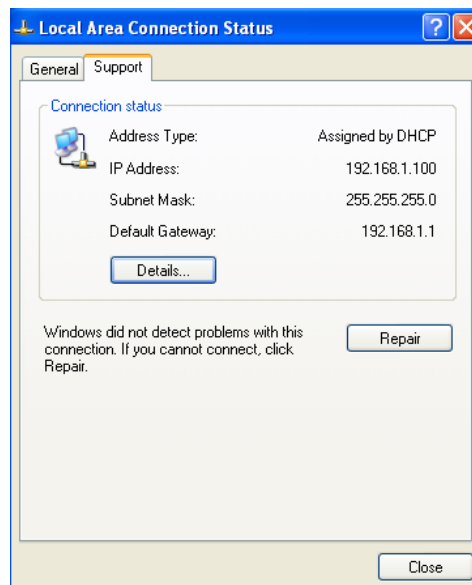 Local Area Connection Status
?
General Support
Connection status
Address Type: Assigned by DHCP
IP Address: 192.168.1.100
Subnet Mask: 255.255.255.0
Default Gateway: 192.168.1.1
Details...
Windows did not detect problems with this
connection. If you cannot connect, click
Repair.
Repair
Close